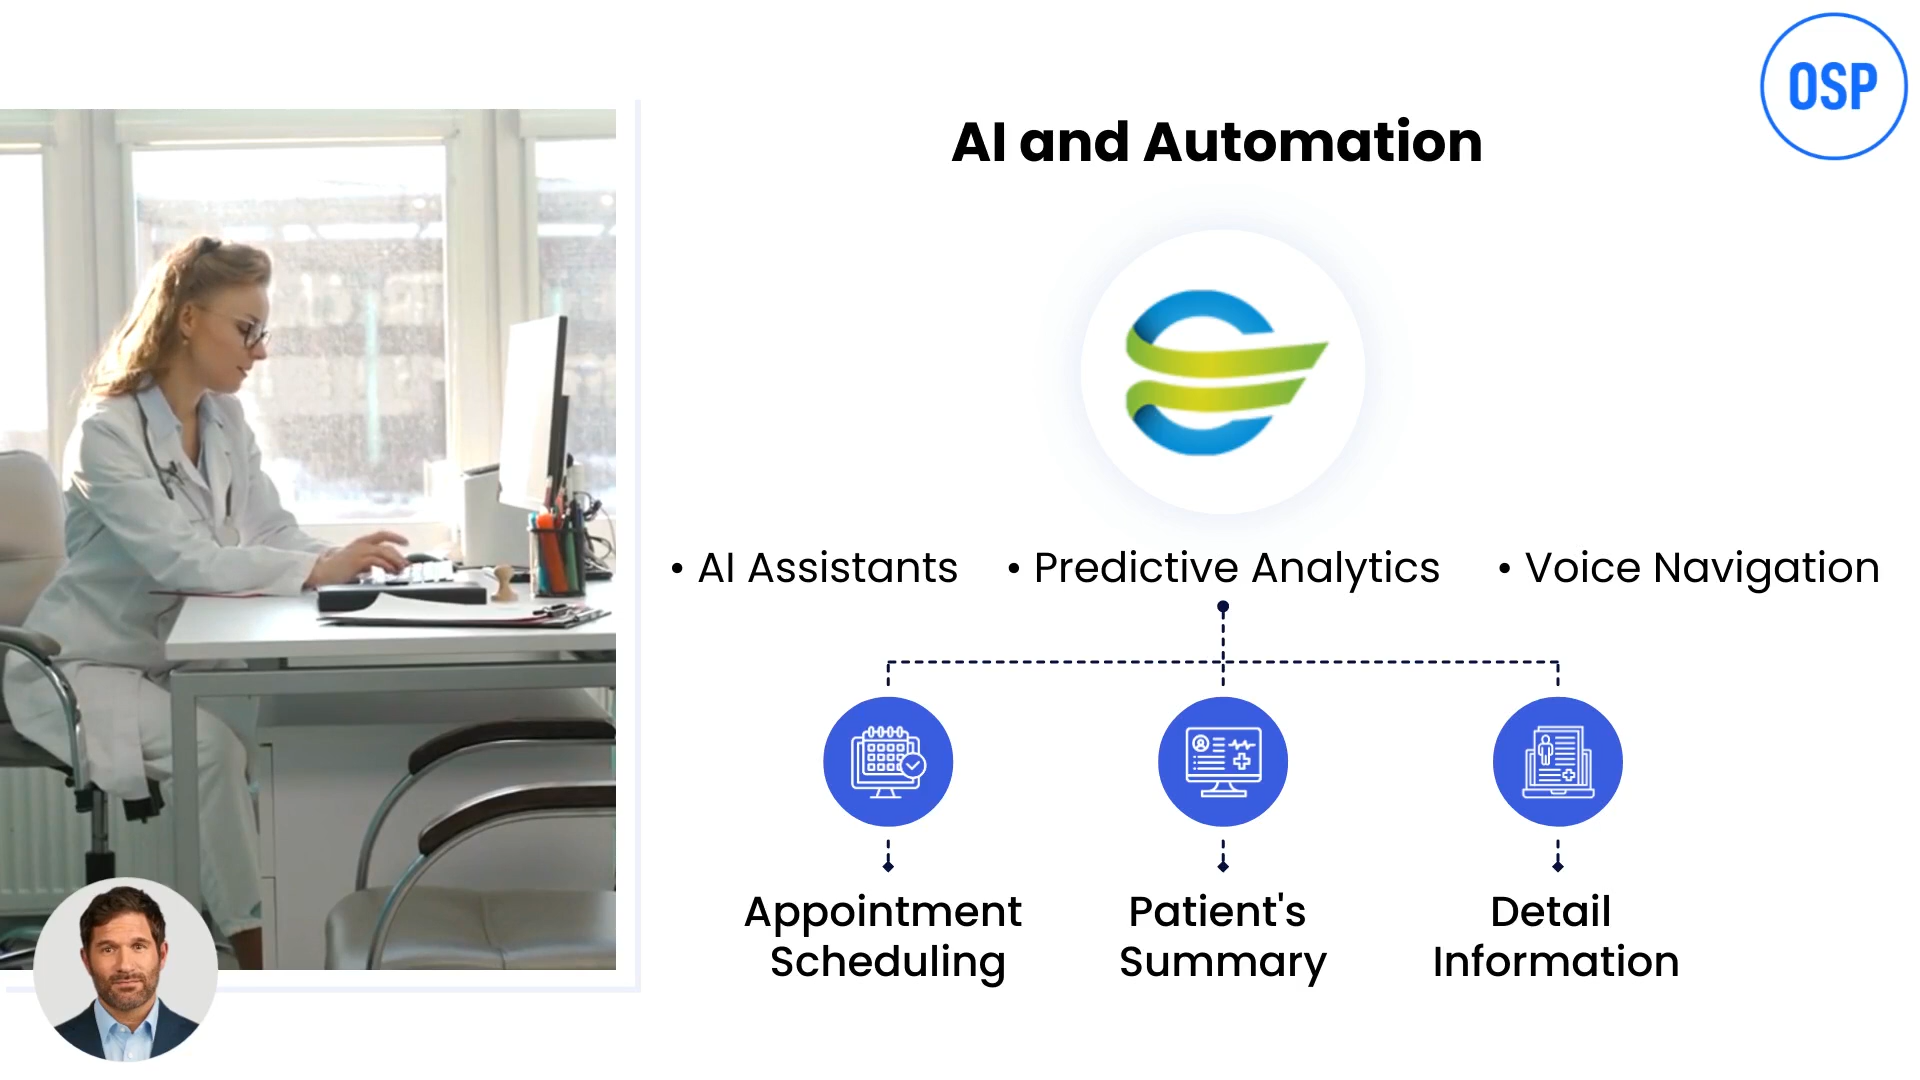 OSP
AI and Automation
• AI Assistants • Predictive Analytics • Voice Navigation
Appointment
Scheduling
Patient's
Summary
Detail
Information